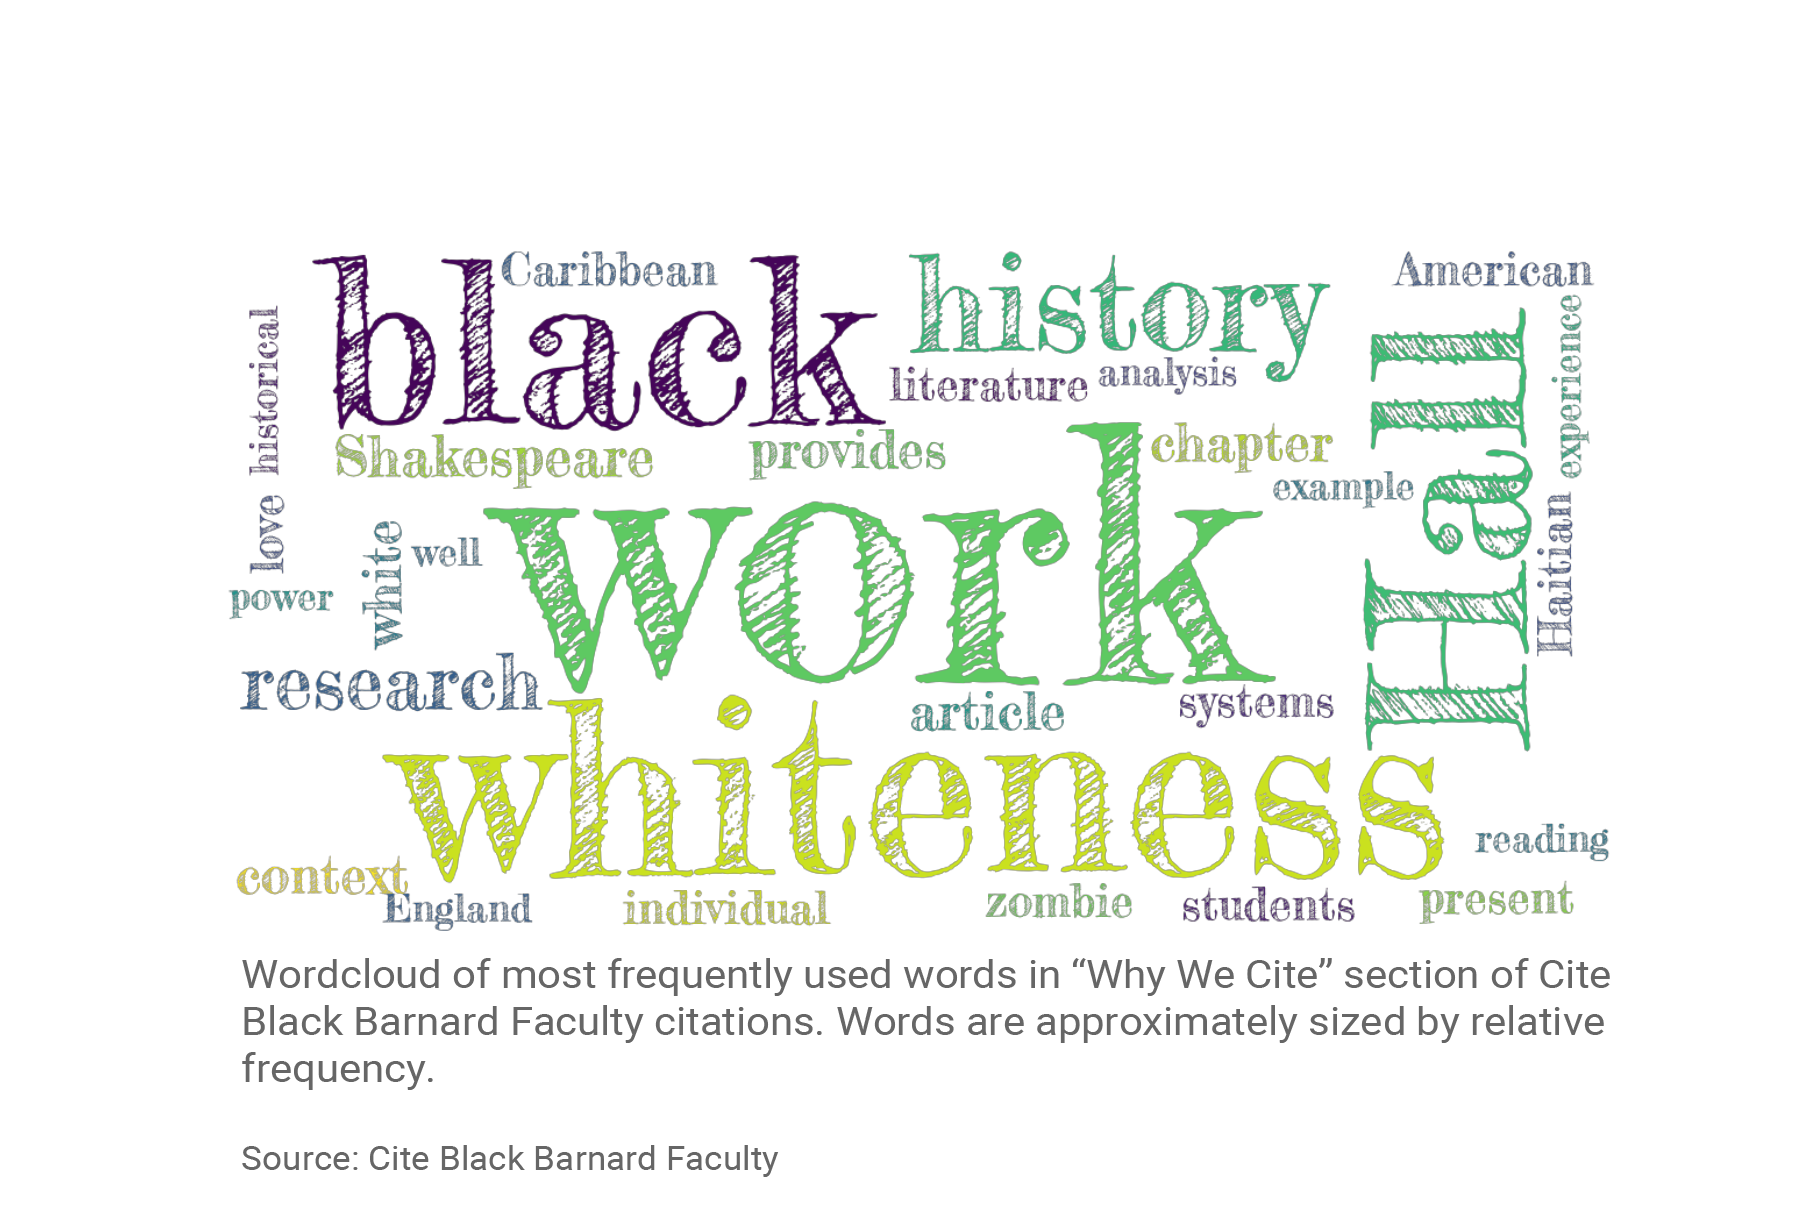 black
Caribbean
history
American
historical
literature
analysis
Hall
experience
Shakespeare
provides
chapter
example
love
white
well
work
Haitian
power
research
article
systems
whiteness
reading
context
England
individual
zombie
students
present
Wordcloud of most frequently used words in “Why We Cite” section of Cite
Black Barnard Faculty citations. Words are approximately sized by relative
frequency.
Source: Cite Black Barnard Faculty